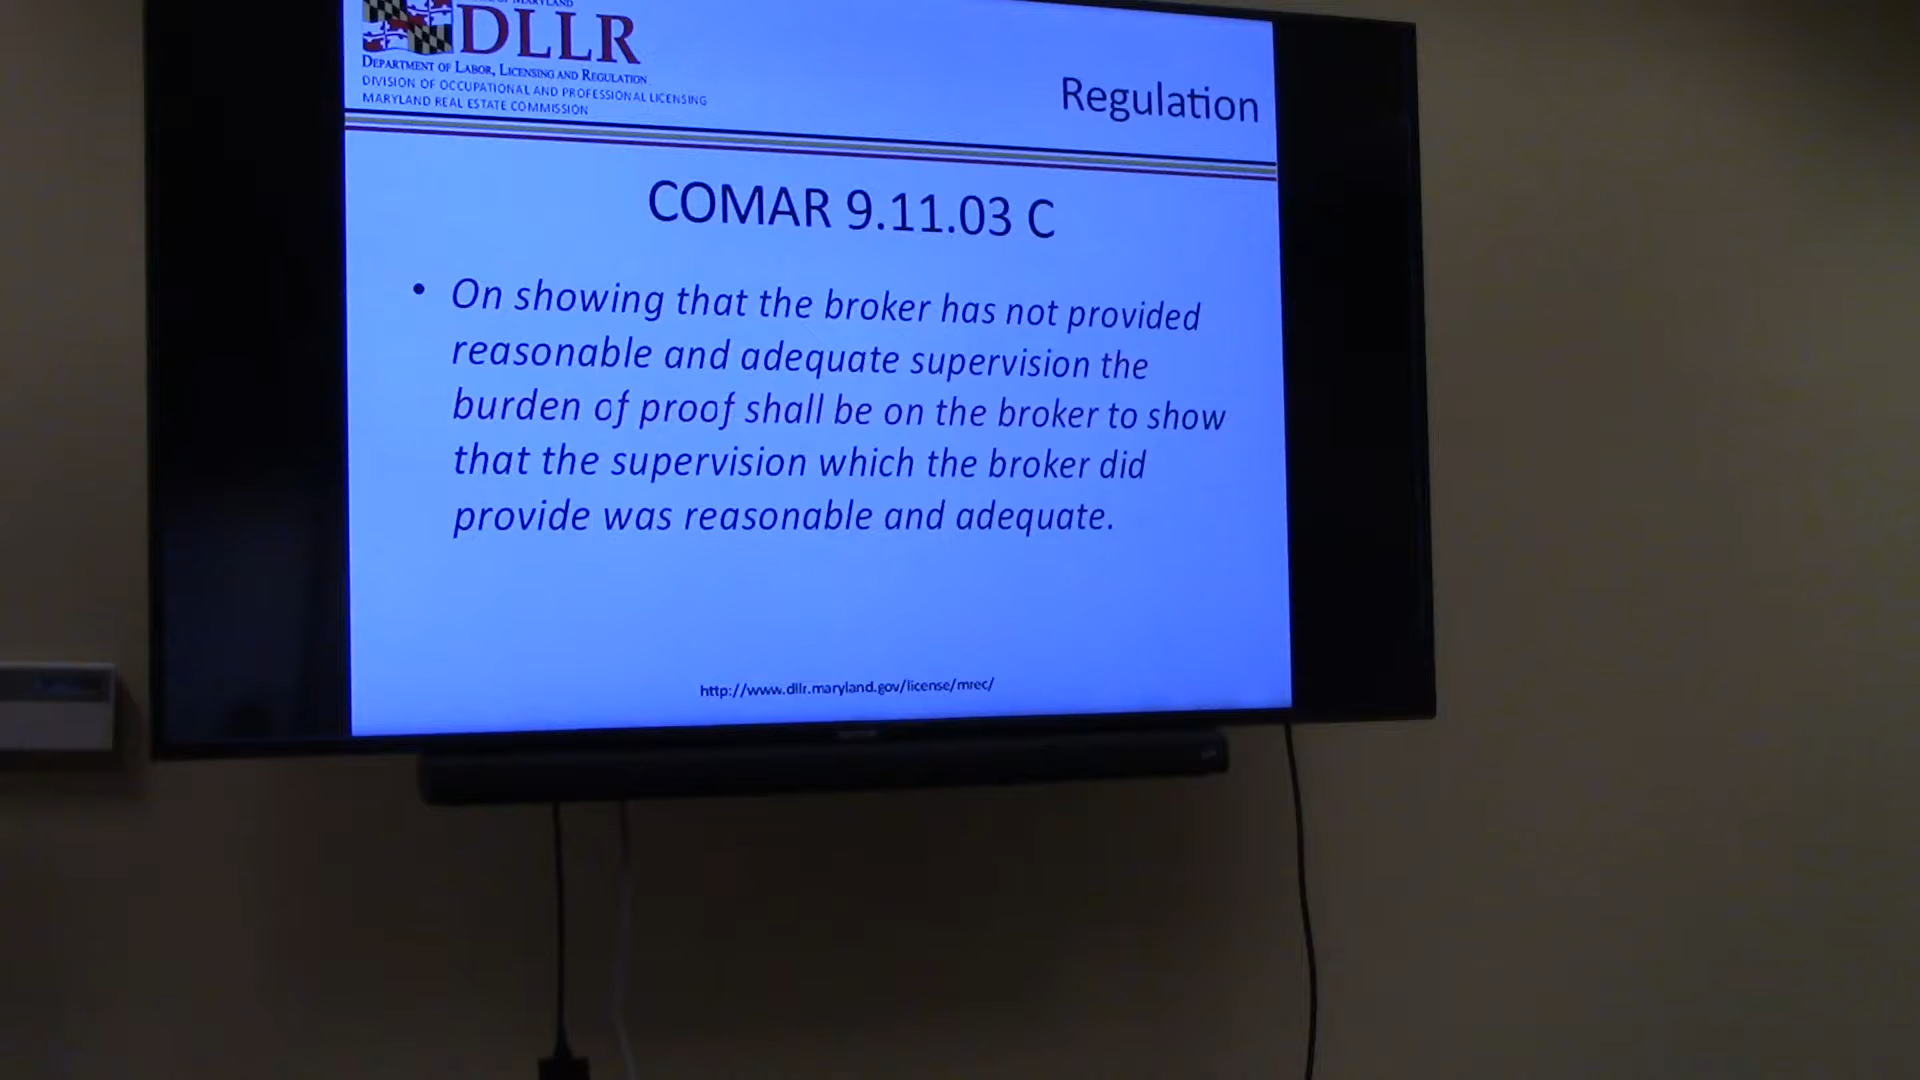 DLLR
DEPARTMENT OF LABOR, LICENSING AND REGULATION
DIVISION OF OCCUPATIONAL AND PROFESSIONAL LICENSING
MARYLAND REAL ESTATE COMMISSION
Regulation
COMAR 9.11.03 C
• On showing that the broker has not provided
reasonable and adequate supervision the
burden of proof shall be on the broker to show
that the supervision which the broker did
provide was reasonable and adequate.
http://www.dllr.maryland.gov/license/mrec/